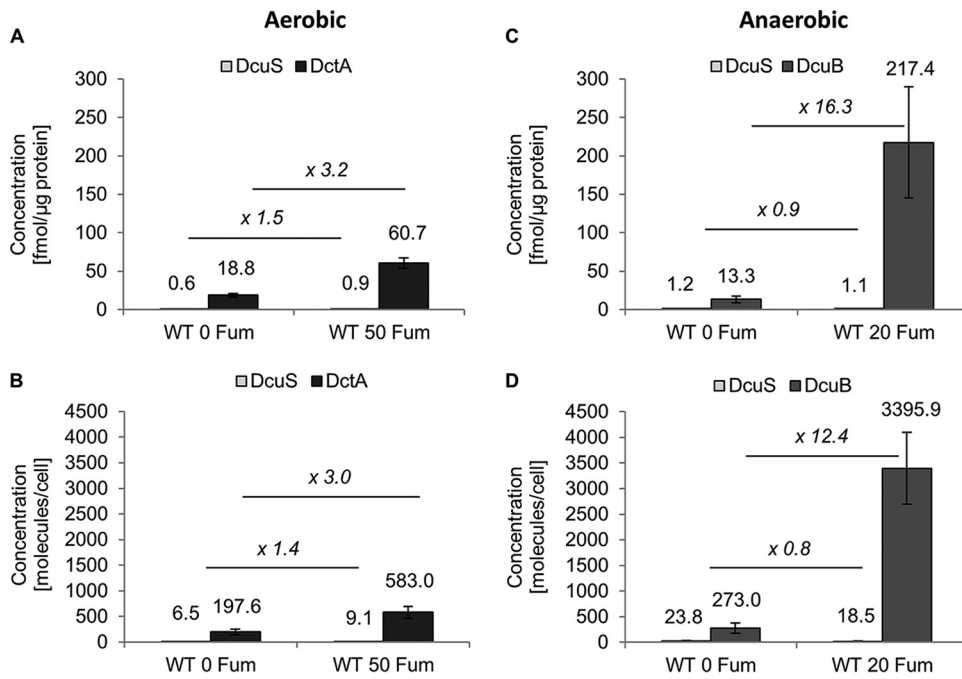 Aerobic
A
DcuS DctA
Concentration
[fmol/µg protein]
300
250
200
150
100
50
0
x 3.2
x 1.5
0.6
18.8
0.9
60.7
WT 0 Fum
WT 50 Fum
B
DcuS DctA
Concentration
[molecules/cell]
4500
4000
3500
3000
2500
2000
1500
1000
500
0
x 3.0
x 1.4
6.5
197.6
9.1
583.0
WT 0 Fum
WT 50 Fum
Anaerobic
C
DcuS DcuB
Concentration
[fmol/µg protein]
300
250
200
150
100
50
0
217.4
x 16.3
x 0.9
1.2
13.3
1.1
WT 0 Fum
WT 20 Fum
D
DcuS DcuB
Concentration
[molecules/cell]
4500
4000
3500
3000
2500
2000
1500
1000
500
0
3395.9
x 12.4
x 0.8
23.8
273.0
18.5
WT 0 Fum
WT 20 Fum